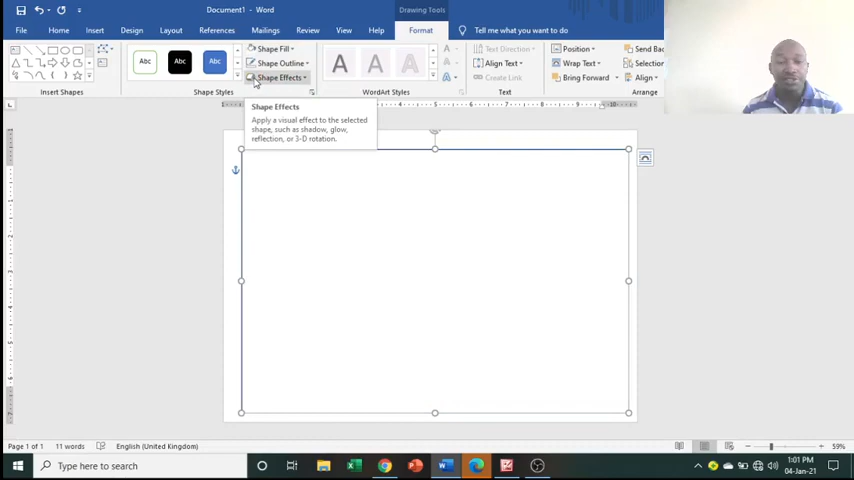 Document1 - Word
Drawing Tools
File Home Insert Design Layout References Mailings Review View Help Format Tell me what you want to do
Abc Abc Abc
Shape Fill
Shape Outline
Shape Effects
A A A
Text Direction
Align Text
Create Link
Position
Wrap Text
Bring Forward
Send Bac
Selection
Align
Insert Shapes Shape Styles WordArt Styles Text Arrange
Shape Effects
Apply a visual effect to the selected
shape, such as shadow, glow,
reflection, or 3-D rotation.
Page 1 of 1 11 words English (United Kingdom) 59%
Type here to search
1:01 PM
04-Jan-21